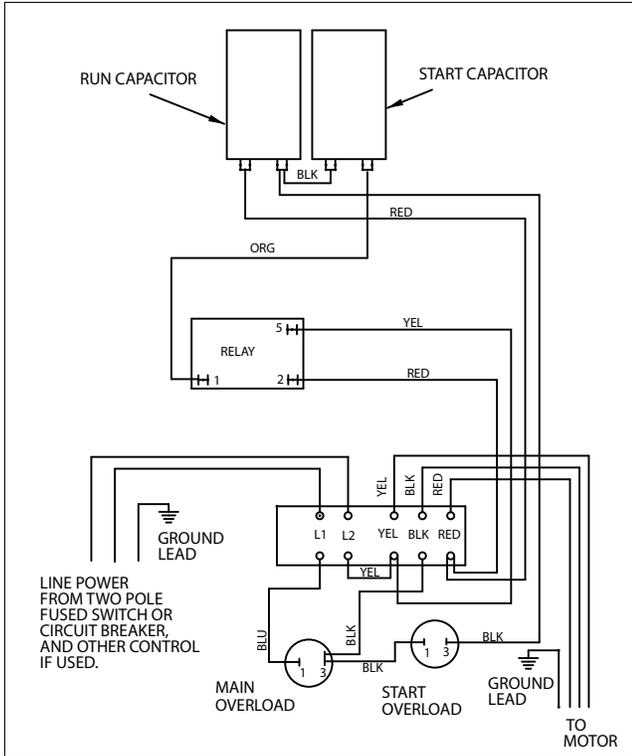 RUN CAPACITOR
START CAPACITOR
BLK
RED
ORG
5
YEL
RELAY
1
2
RED
YEL
BLK
RED
GROUND
LEAD
L1
L2
YEL
BLK
RED
YEL
LINE POWER
FROM TWO POLE
FUSED SWITCH OR
CIRCUIT BREAKER,
AND OTHER CONTROL
IF USED.
BLU
BLK
BLK
BLK
1
3
1
3
MAIN
OVERLOAD
START
OVERLOAD
GROUND
LEAD
TO
MOTOR